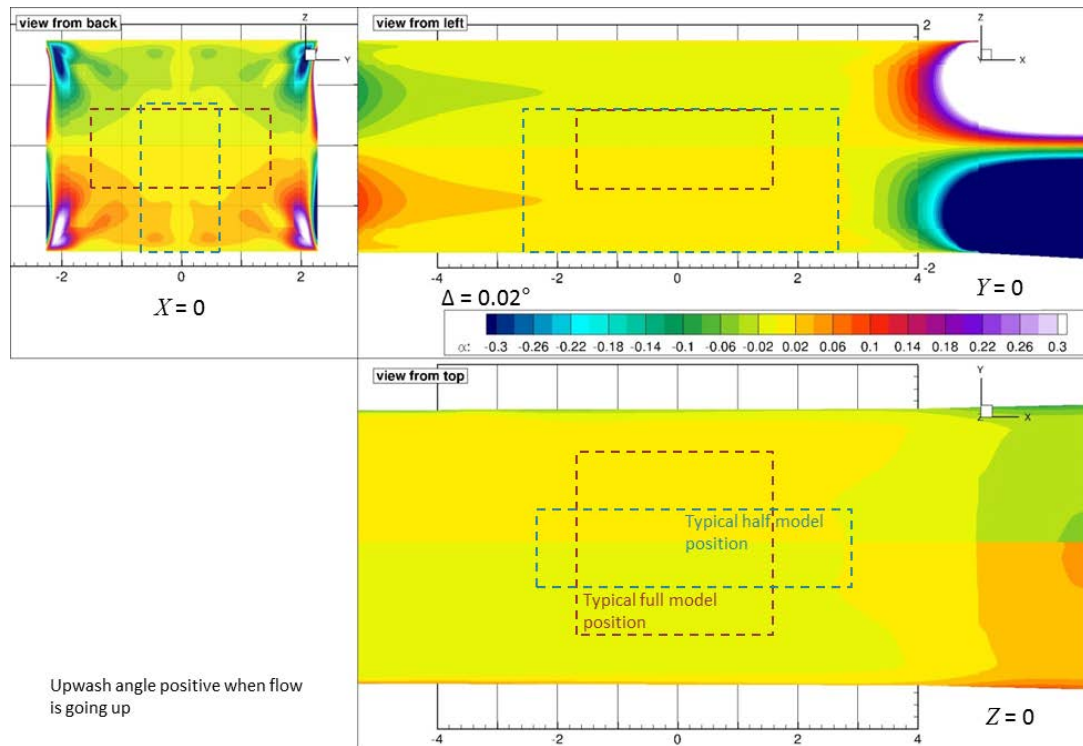 view from back
Z
Y
-2 0 2
X = 0
view from left
2
Z
Y X
-2
-4 -2 0 2 4
Δ = 0.02°
Y = 0
α: -0.3 -0.26 -0.22 -0.18 -0.14 -0.1 -0.06 -0.02 0.02 0.06 0.1 0.14 0.18 0.22 0.26 0.3
view from top
Y
Z X
Typical half model
position
Typical full model
position
-4 -2 0 2 4
Z = 0
Upwash angle positive when flow
is going up